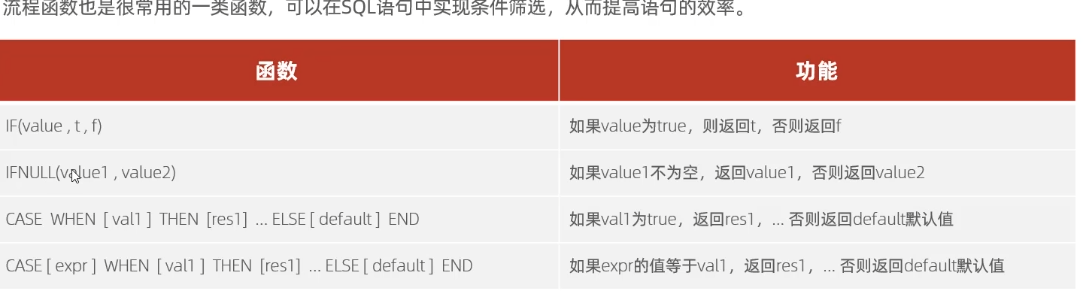 流程函数也是很常用的一类函数，可以在SQL语句中实现条件筛选，从而提高语句的效率。
函数 功能
IF(value , t , f) 如果value为true，则返回t，否则返回f
IFNULL(value1 , value2) 如果value1不为空，返回value1，否则返回value2
CASE WHEN [ val1 ] THEN [res1] ... ELSE [ default ] END 如果val1为true，返回res1，... 否则返回default默认值
CASE [ expr ] WHEN [ val1 ] THEN [res1] ... ELSE [ default ] END 如果expr的值等于val1，返回res1，... 否则返回default默认值